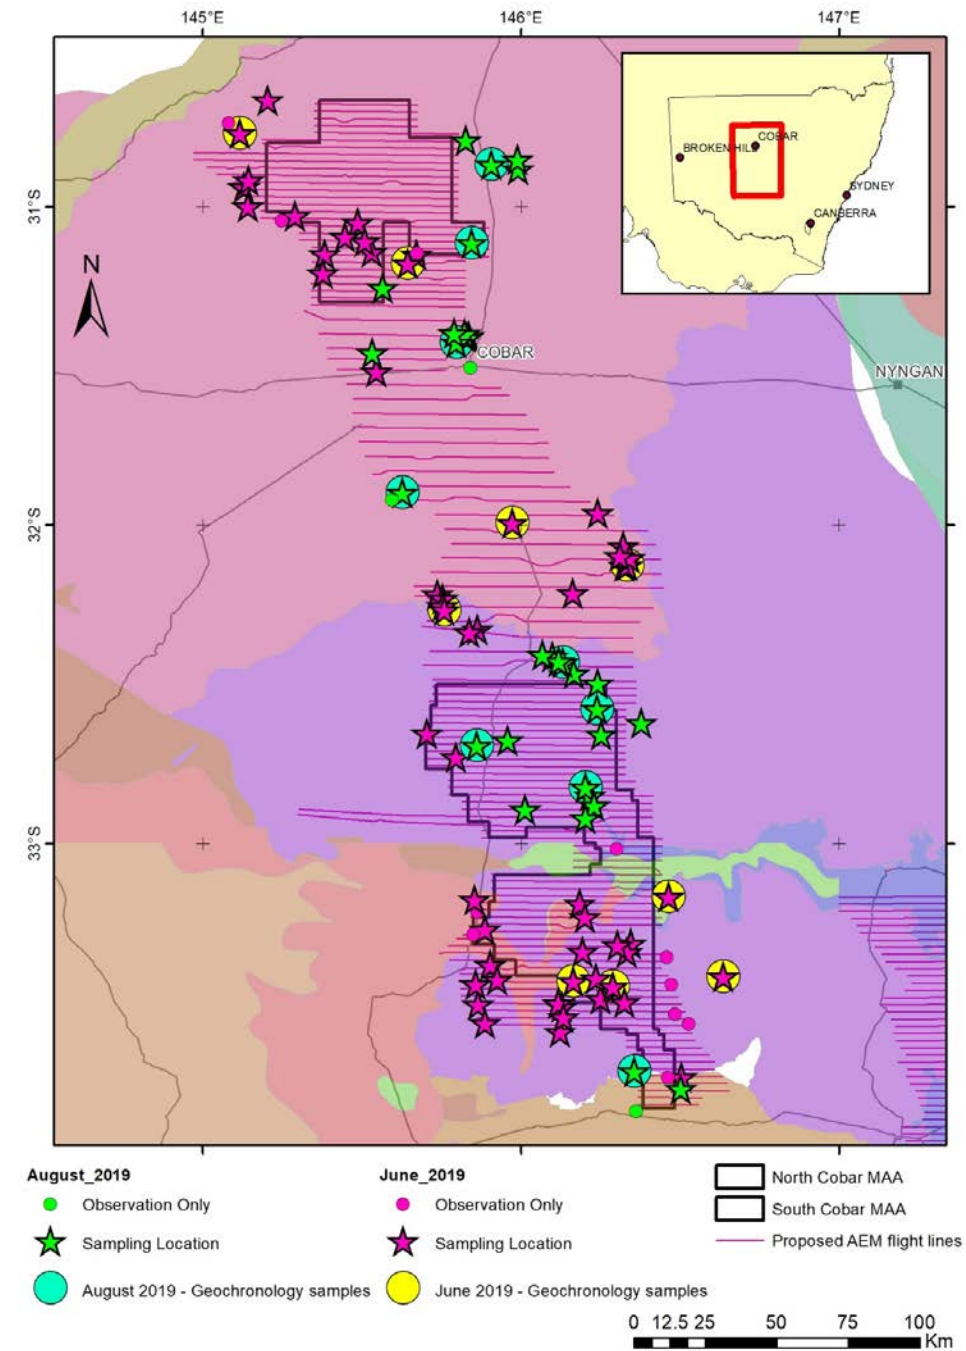 145°E 146°E 147°E
31°S
32°S
33°S
N
COBAR
BROKEN HILL
SYDNEY
CANBERRA
COBAR
NYNGAN
August_2019
Observation Only
Sampling Location
August 2019 - Geochronology samples
June_2019
Observation Only
Sampling Location
June 2019 - Geochronology samples
North Cobar MAA
South Cobar MAA
Proposed AEM flight lines
0 12.5 25 50 75 100
Km